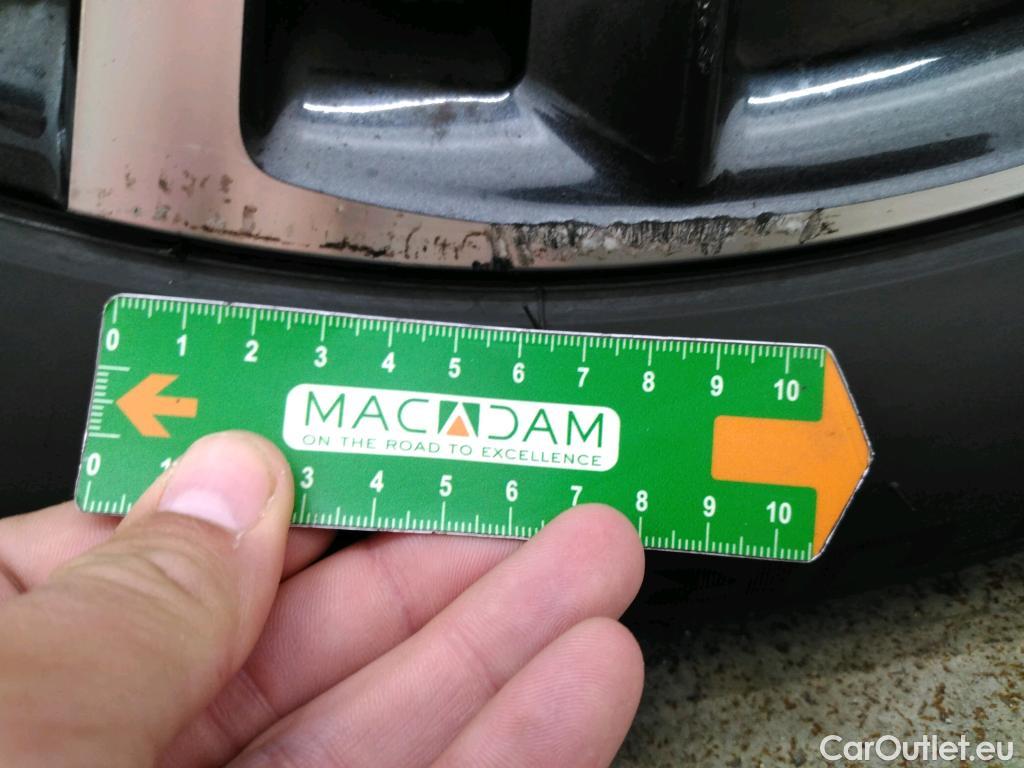 0 1 2 3 4 5 6 7 8 9 10
MACADAM
ON THE ROAD TO EXCELLENCE
0 1 3 4 5 6 7 8 9 10
CarOutlet.eu